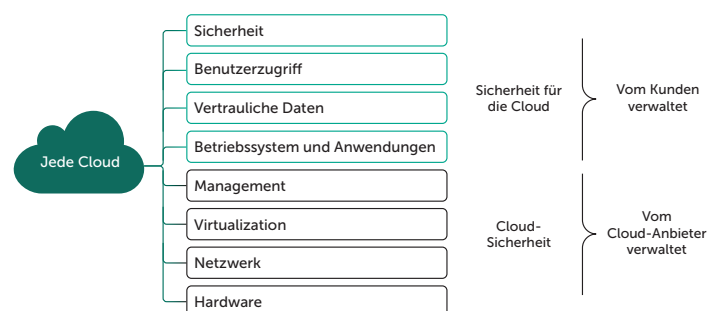 Jede Cloud
Sicherheit
Benutzerzugriff
Vertrauliche Daten
Betriebssystem und Anwendungen
Management
Virtualization
Netzwerk
Hardware
Sicherheit für
die Cloud
Vom Kunden
verwaltet
Cloud-
Sicherheit
Vom
Cloud-Anbieter
verwaltet